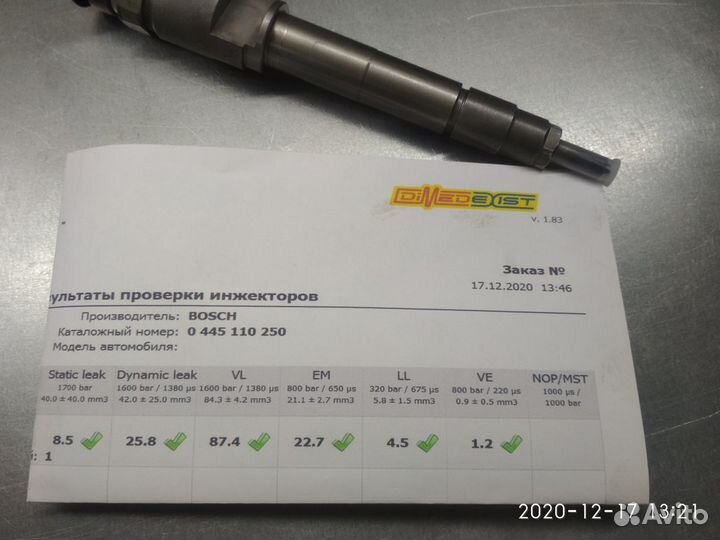 DIMEDEXIST
v. 1.83
Заказ №
17.12.2020 13:46
зультаты проверки инжекторов
Производитель: BOSCH
Каталожный номер: 0 445 110 250
Модель автомобиля:
Static leak Dynamic leak VL EM LL VE NOP/MST
1700 bar 1600 bar / 1380 µs 1600 bar / 1380 µs 800 bar / 650 µs 320 bar / 675 µs 800 bar / 220 µs 1000 µs /
40.0 ± 40.0 mm3 42.0 ± 25.0 mm3 84.3 ± 4.2 mm3 21.1 ± 2.7 mm3 5.8 ± 1.5 mm3 0.9 ± 0.5 mm3 1000 bar
8.5 25.8 87.4 22.7 4.5 1.2
й: 1
2020-12-17 13:21
Avito